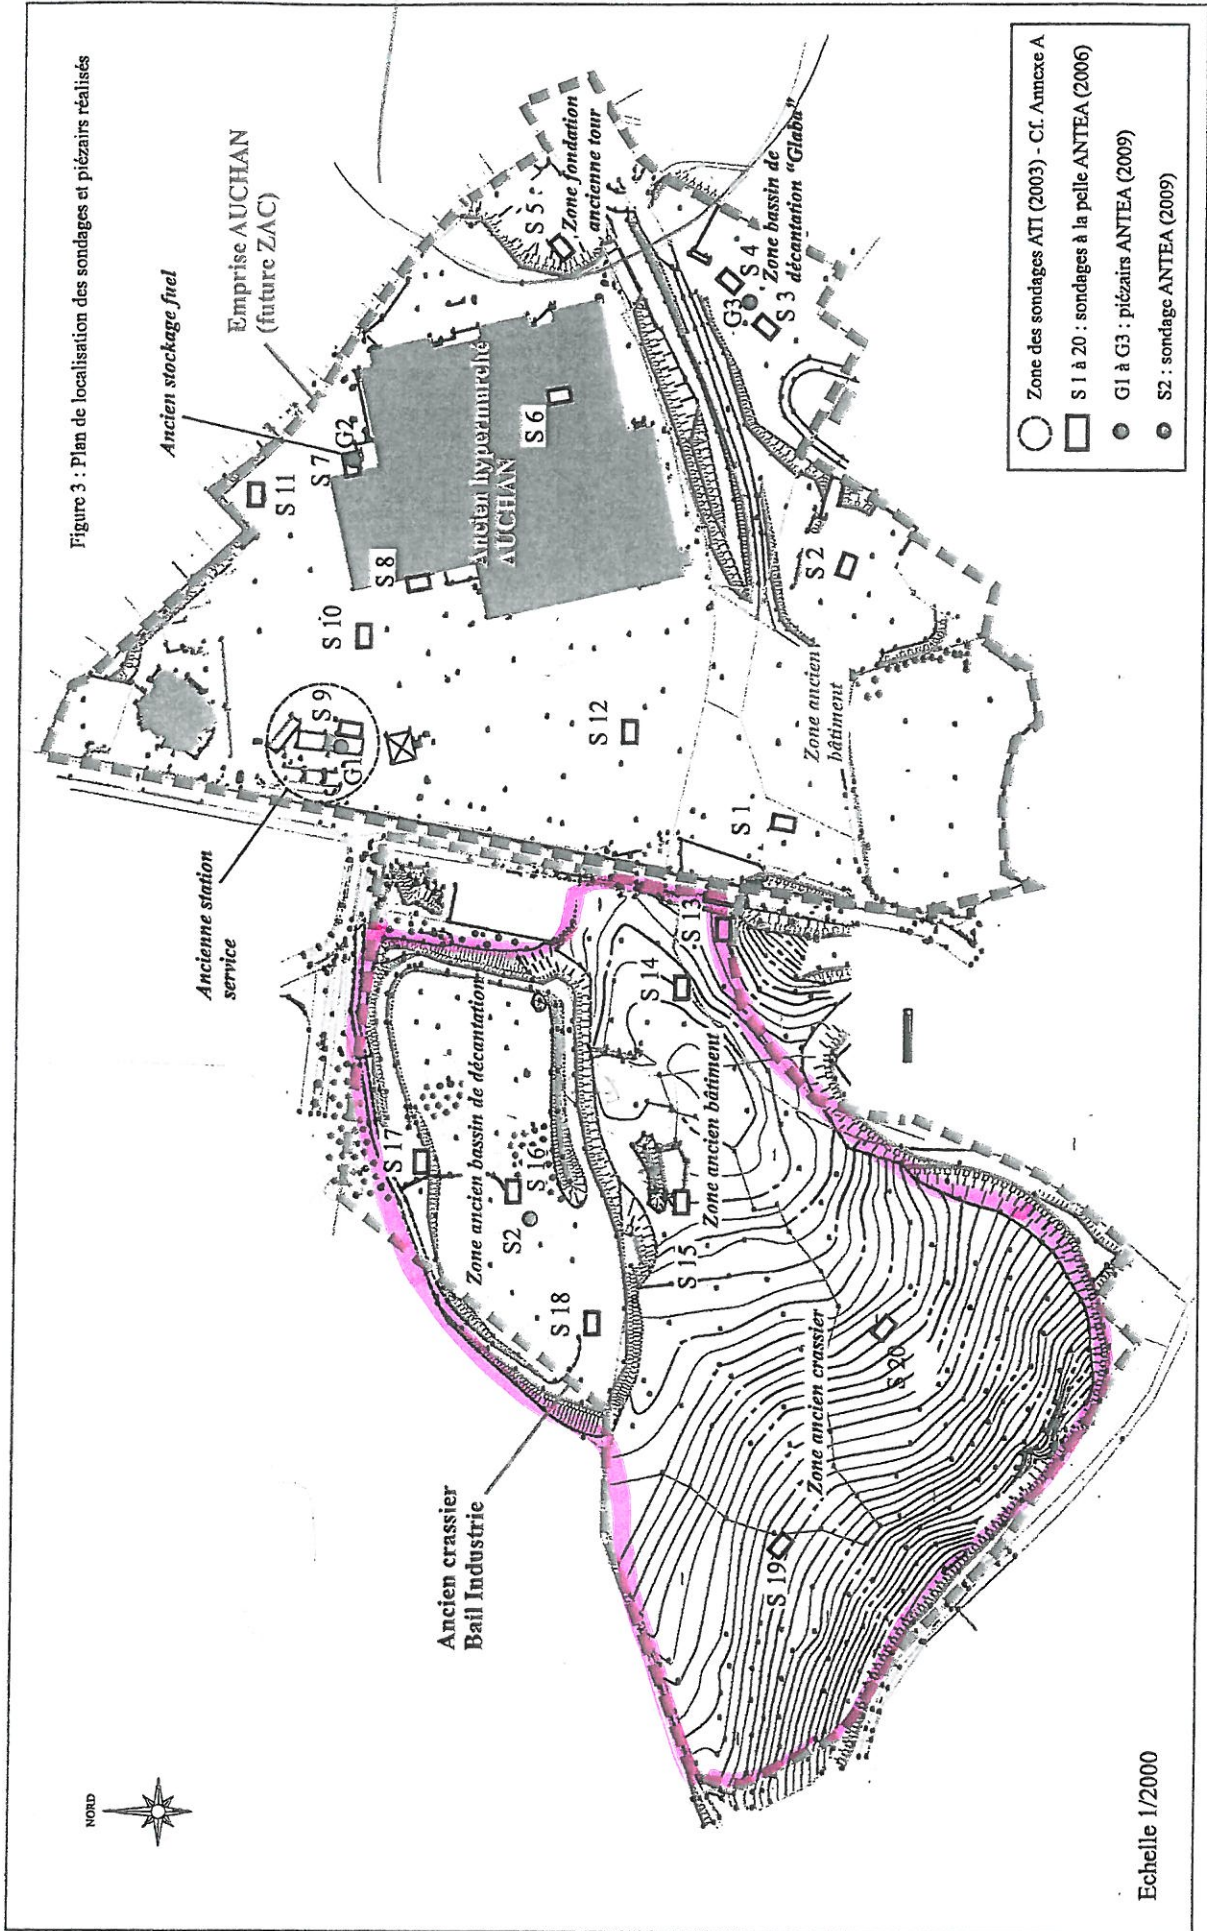 Figure 3 : Plan de localisation des sondages et piézairs réalisés
NORD
Emprise AUCHAN
(future ZAC)
Ancien stockage fuel
Ancienne station
service
Ancien crassier
Bail Industrie
S 11
S 7
G2
S 8
S 10
S 9
G1
Ancien hypermarché
AUCHAN
S 6
S 5
Zone fondation
ancienne tour
S 4
G3
S 3
Zone bassin de
décantation "Glaba"
S 12
S 2
Zone ancien
bâtiment
S 1
S 13
S 14
S 17
Zone ancien bassin de décantation
S 16
S2
S 18
S 15
Zone ancien bâtiment
Zone ancien crassier
S 20
S 19
Zone des sondages ATI (2003) - Cf. Annexe A
S 1 à 20 : sondages à la pelle ANTEA (2006)
G1 à G3 : piézairs ANTEA (2009)
S2 : sondage ANTEA (2009)
Echelle 1/2000